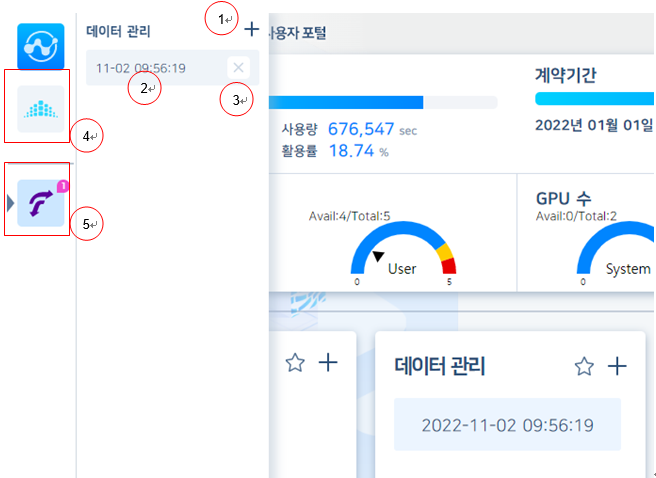 1
데이터 관리
사용자 포털
11-02 09:56:19
2
3
4
1
5
계약기간
2022년 01월 01일
사용량 676,547 sec
활용률 18.74 %
Avail:4/Total:5
User
0
5
GPU 수
Avail:0/Total:2
System
0
데이터 관리
2022-11-02 09:56:19